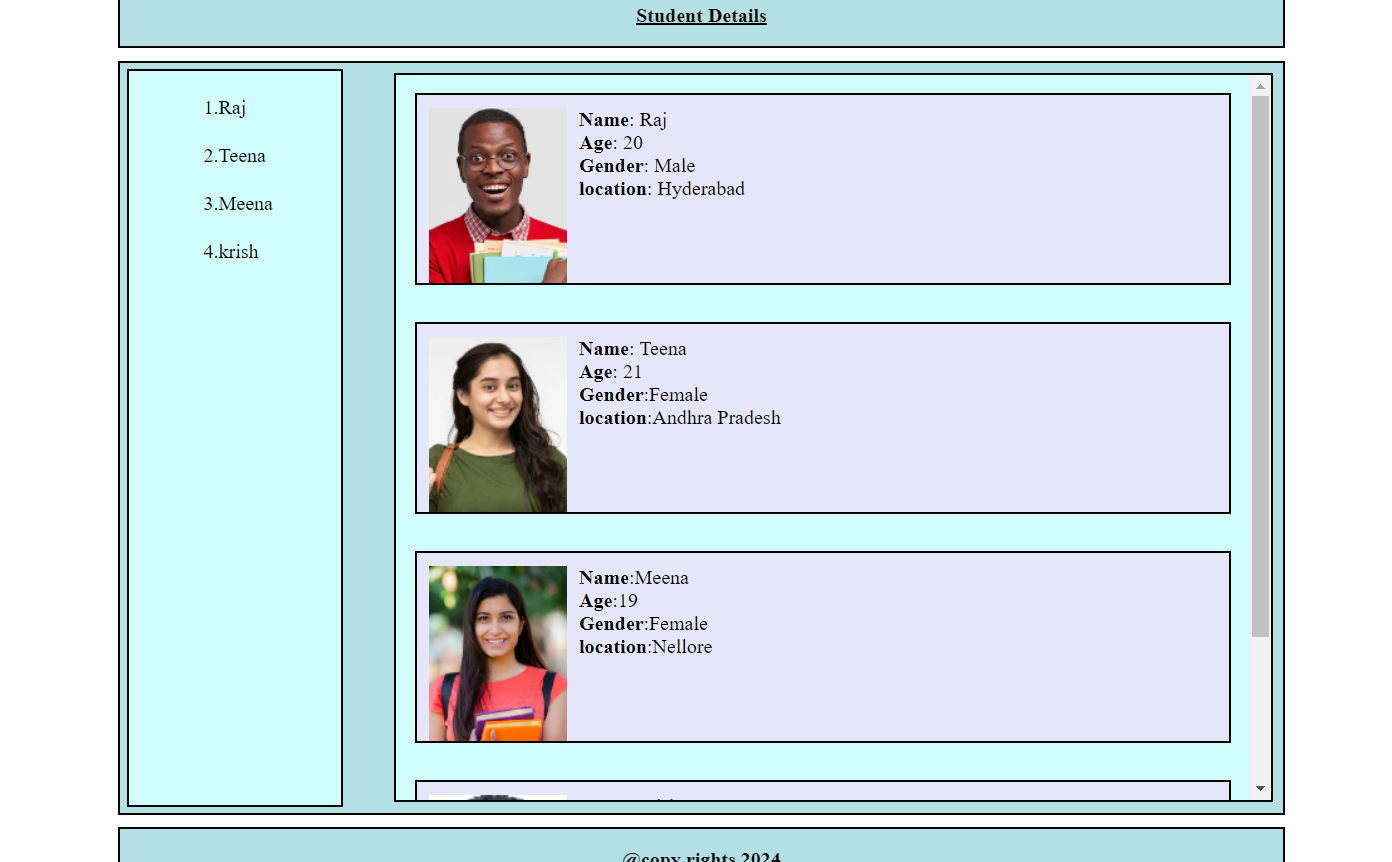 Student Details
1.Raj
2.Teena
3.Meena
4.krish
Name: Raj
Age: 20
Gender: Male
location: Hyderabad
Name: Teena
Age: 21
Gender:Female
location:Andhra Pradesh
Name:Meena
Age:19
Gender:Female
location:Nellore
@copy rights 2024